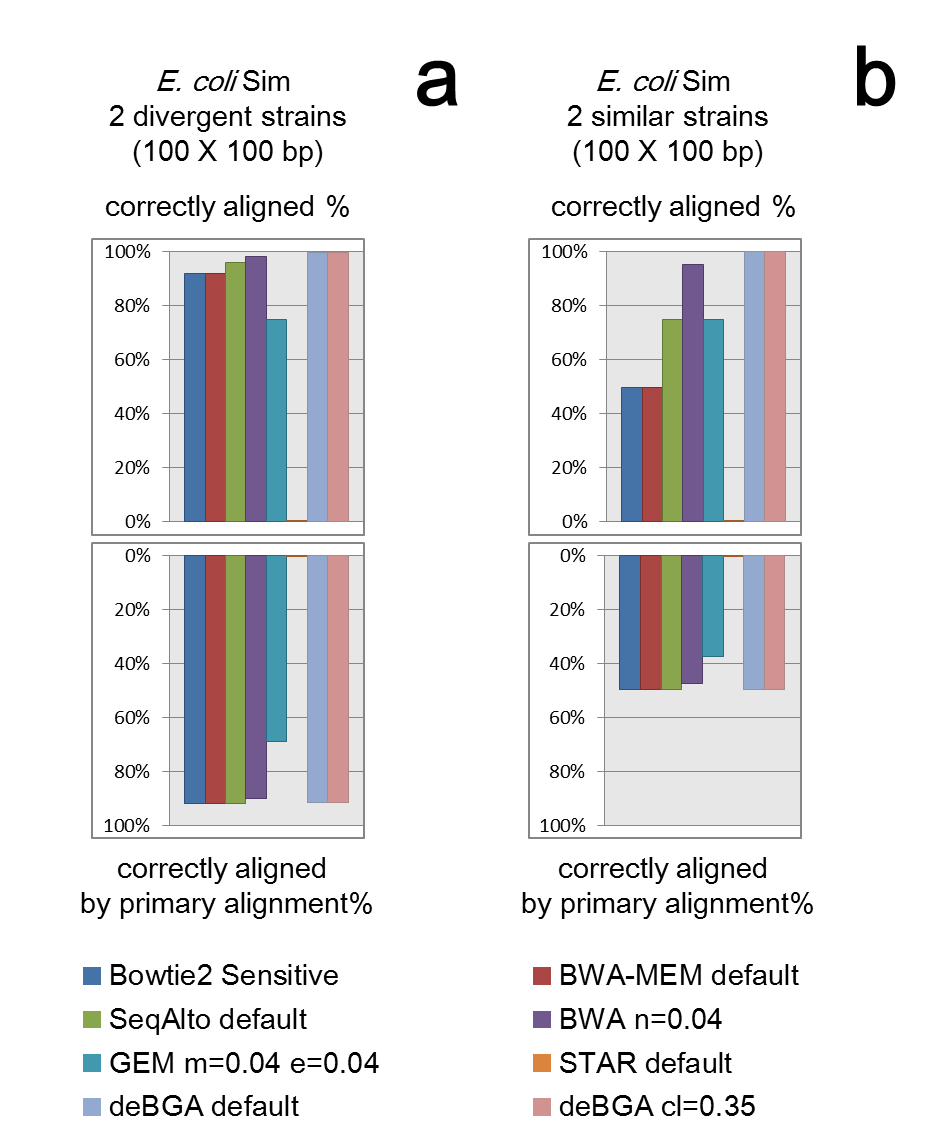 a
E. coli Sim
2 divergent strains
(100 X 100 bp)
correctly aligned %
100%
80%
60%
40%
20%
0%
0%
20%
40%
60%
80%
100%
correctly aligned
by primary alignment%
b
E. coli Sim
2 similar strains
(100 X 100 bp)
correctly aligned %
100%
80%
60%
40%
20%
0%
0%
20%
40%
60%
80%
100%
correctly aligned
by primary alignment%
Bowtie2 Sensitive
BWA-MEM default
SeqAlto default
BWA n=0.04
GEM m=0.04 e=0.04
STAR default
deBGA default
deBGA cl=0.35